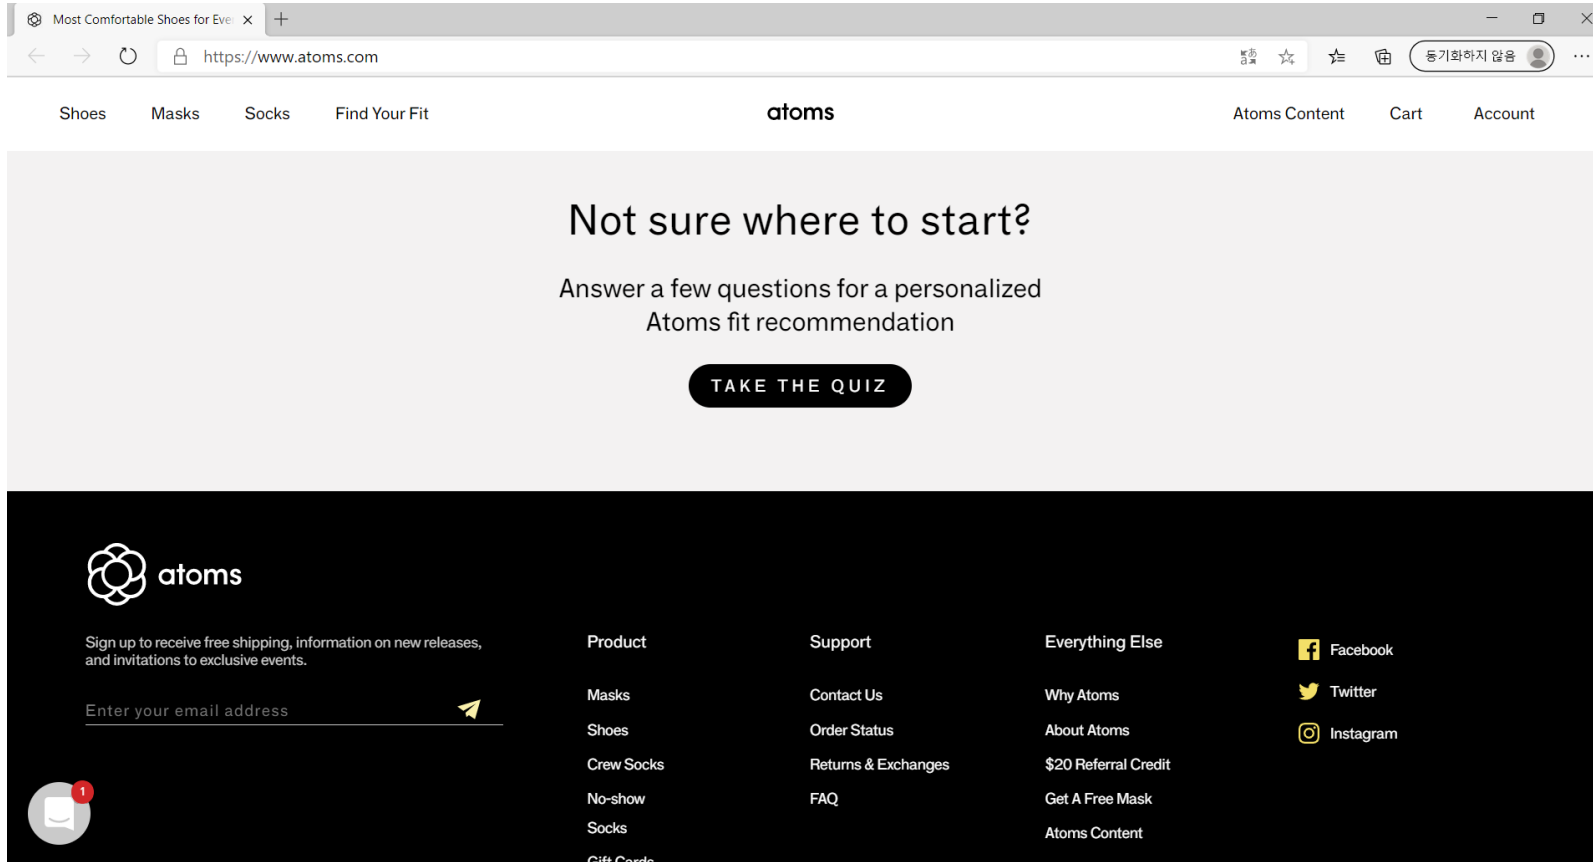 Most Comfortable Shoes for Eve
https://www.atoms.com
동기화하지 않음
Shoes Masks Socks Find Your Fit atoms Atoms Content Cart Account
Not sure where to start?
Answer a few questions for a personalized
Atoms fit recommendation
TAKE THE QUIZ
atoms
Sign up to receive free shipping, information on new releases,
and invitations to exclusive events.
Enter your email address
1
Product
Masks
Shoes
Crew Socks
No-show
Socks
Gift Cards
Support
Contact Us
Order Status
Returns & Exchanges
FAQ
Everything Else
Why Atoms
About Atoms
$20 Referral Credit
Get A Free Mask
Atoms Content
Facebook
Twitter
Instagram